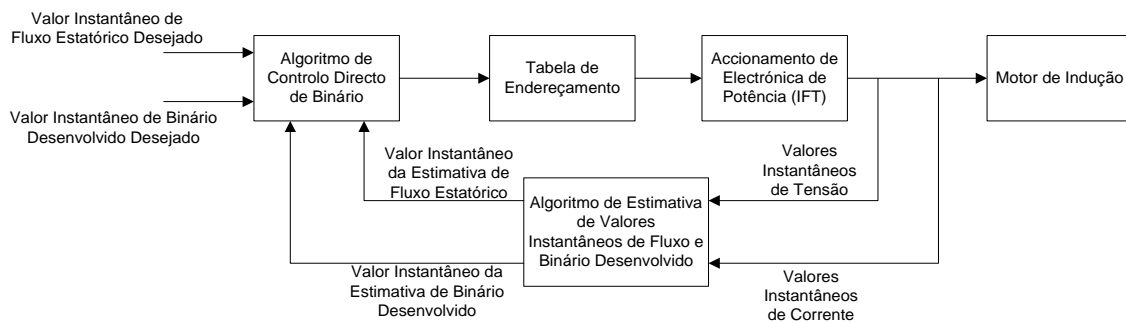 Valor Instantâneo de
Fluxo Estatórico Desejado
Valor Instantâneo de Binário
Desenvolvido Desejado
Algoritmo de
Controlo Directo
de Binário
Tabela de
Endereçamento
Accionamento de
Electrónica de
Potência (IFT)
Motor de Indução
Valor Instantâneo
da Estimativa de
Fluxo Estatórico
Valores
Instantâneos
de Tensão
Algoritmo de Estimativa
de Valores
Instantâneos de Fluxo e
Binário Desenvolvido
Valor Instantâneo da
Estimativa de Binário
Desenvolvido
Valores
Instantâneos
de Corrente